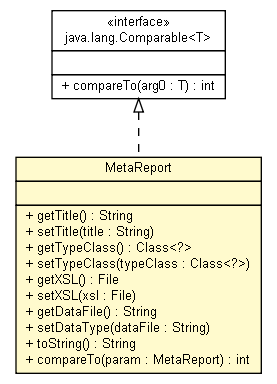 «interface»
java.lang.Comparable<T>
+ compareTo(arg0 : T) : int
MetaReport
+ getTitle() : String
+ setTitle(title : String)
+ getTypeClass() : Class<?>
+ setTypeClass(typeClass : Class<?>)
+ getXSL() : File
+ setXSL(xsl : File)
+ getDataFile() : String
+ setDataType(dataFile : String)
+ toString() : String
+ compareTo(param : MetaReport) : int